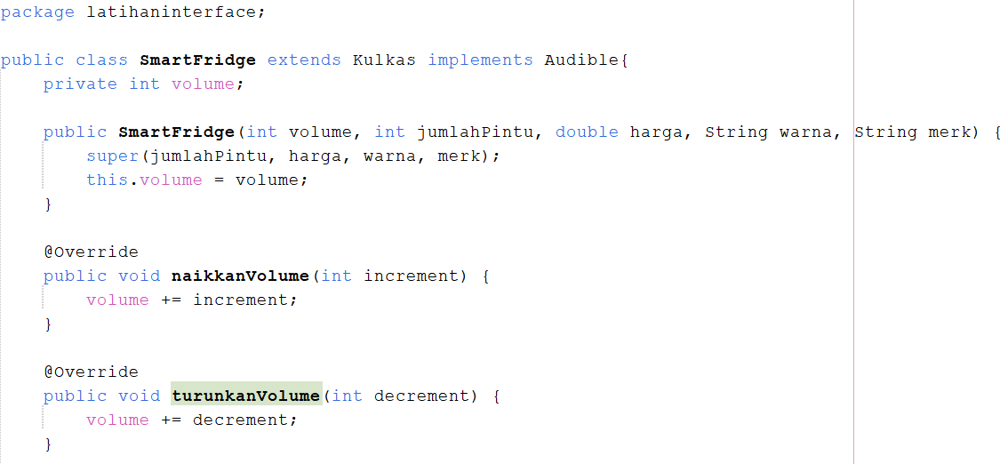 package latihaninterface;
public class SmartFridge extends Kulkas implements Audible{
private int volume;
public SmartFridge(int volume, int jumlahPintu, double harga, String warna, String merk) {
super(jumlahPintu, harga, warna, merk);
this.volume = volume;
}
@Override
public void naikkanVolume(int increment) {
volume += increment;
}
@Override
public void turunkanVolume(int decrement) {
volume += decrement;
}